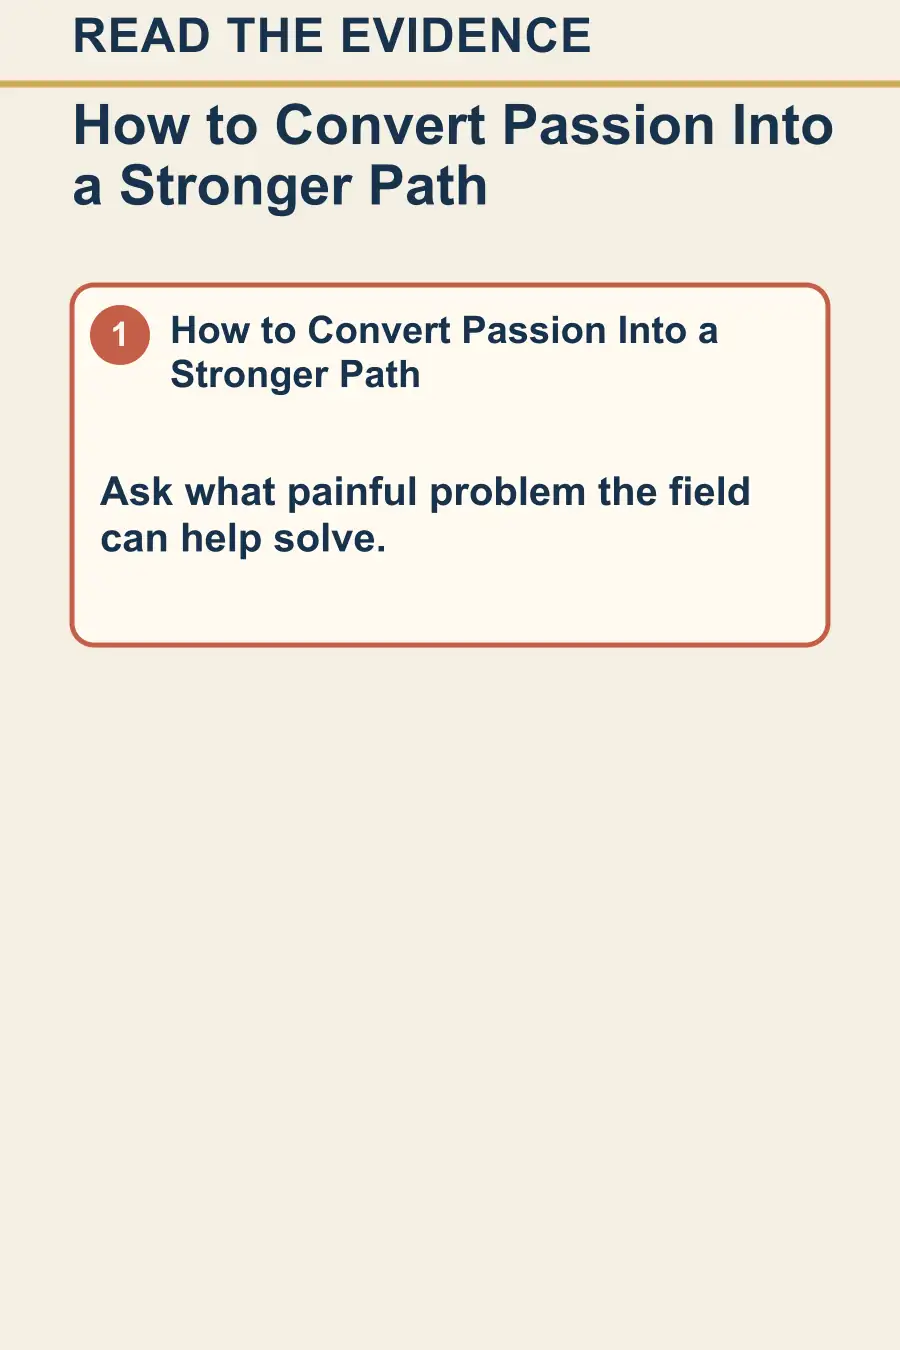 READ THE EVIDENCE
How to Convert Passion Into
a Stronger Path
1
How to Convert Passion Into a
Stronger Path
Ask what painful problem the field
can help solve.